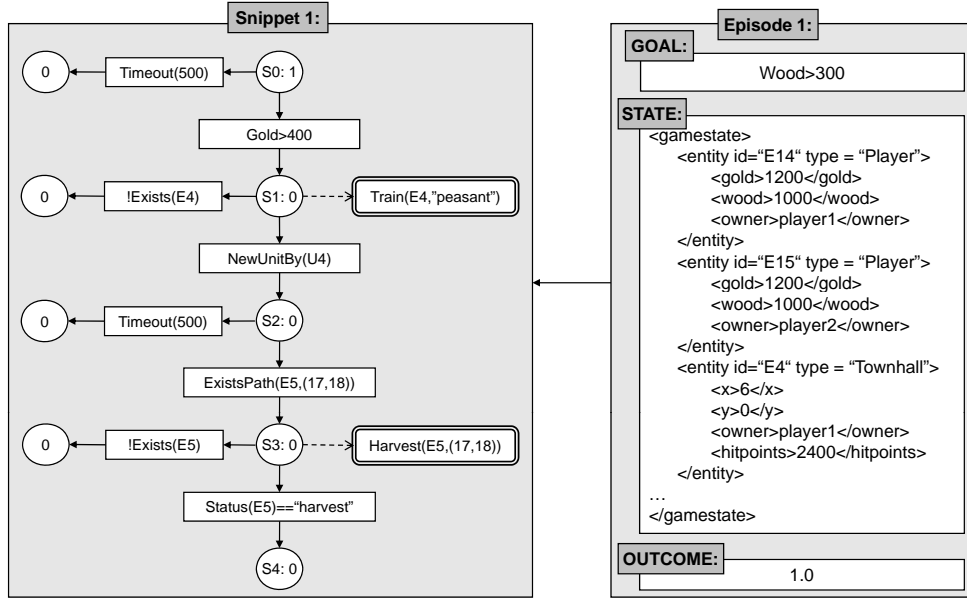 Snippet 1:
0
Timeout(500)
S0: 1
Gold>400
0
!Exists(E4)
S1: 0
Train(E4,"peasant")
NewUnitBy(U4)
0
Timeout(500)
S2: 0
ExistsPath(E5,(17,18))
0
!Exists(E5)
S3: 0
Harvest(E5,(17,18))
Status(E5)==“harvest”
S4: 0
Episode 1:
GOAL:
Wood>300
STATE:
<gamestate>
<entity id=“E14“ type = “Player”>
<gold>1200</gold>
<wood>1000</wood>
<owner>player1</owner>
</entity>
<entity id=“E15“ type = “Player”>
<gold>1200</gold>
<wood>1000</wood>
<owner>player2</owner>
</entity>
<entity id=“E4“ type = “Townhall”>
<x>6</x>
<y>0</y>
<owner>player1</owner>
<hitpoints>2400</hitpoints>
</entity>
…
</gamestate>
OUTCOME:
1.0